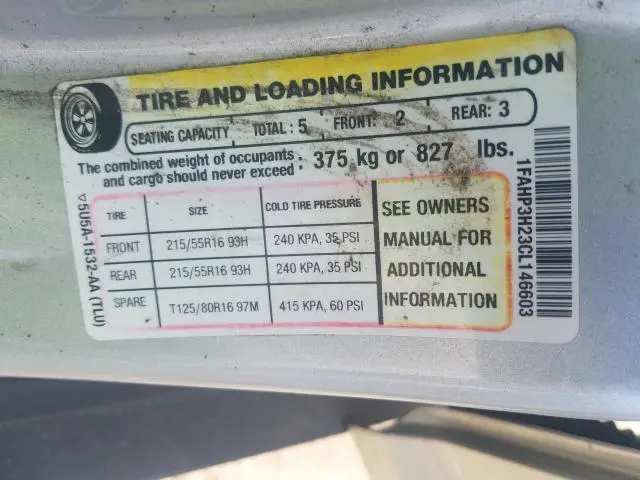 TIRE AND LOADING INFORMATION
SEATING CAPACITY TOTAL : 5 FRONT: 2 REAR: 3
The combined weight of occupants and cargo should never exceed : 375 kg or 827 lbs.
TIRE SIZE COLD TIRE PRESSURE
FRONT 215/55R16 93H 240 KPA, 35 PSI
REAR 215/55R16 93H 240 KPA, 35 PSI
SPARE T125/80R16 97M 415 KPA, 60 PSI
SEE OWNERS
MANUAL FOR
ADDITIONAL
INFORMATION
▽5U5A-1532-AA (TLU)
1FAHP3H23CL146603